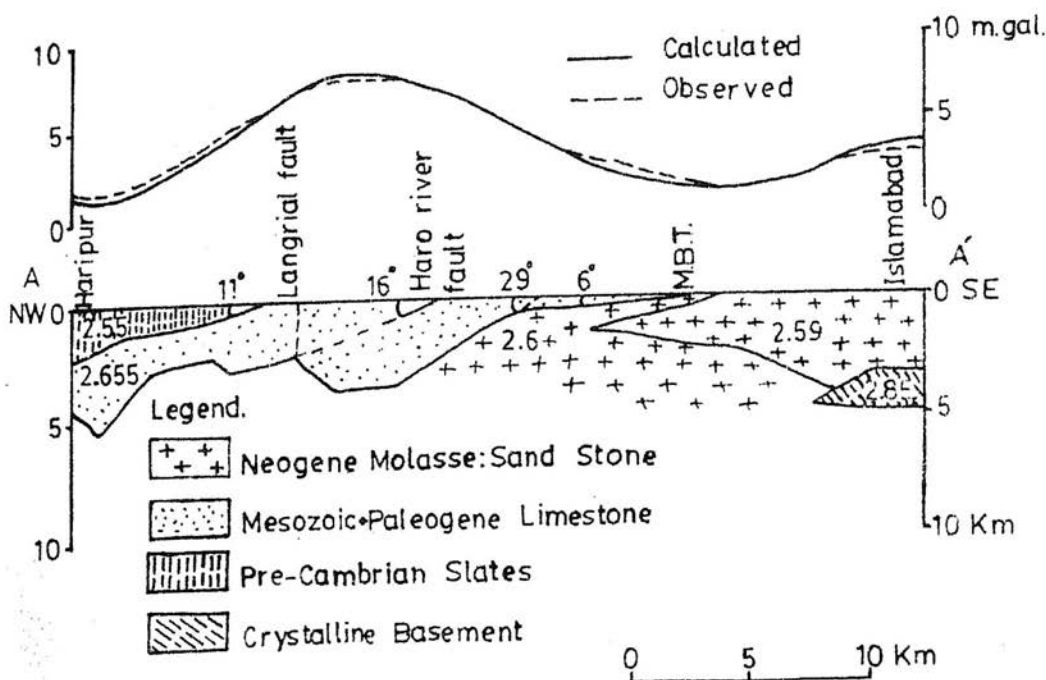 10
5
0
10 m.gal.
5
0
Calculated
Observed
Haripur
Langrial fault
Haro river
fault
M.B.T.
Islamabad
A
NW 0
11°
16°
29°
6°
A'
0 SE
2.55
2.655
2.6
2.59
2.85
5
10
5
10 Km
Legend.
Neogene Molasse: Sand Stone
Mesozoic+Paleogene Limestone
Pre-Cambrian Slates
Crystalline Basement
0 5 10 Km